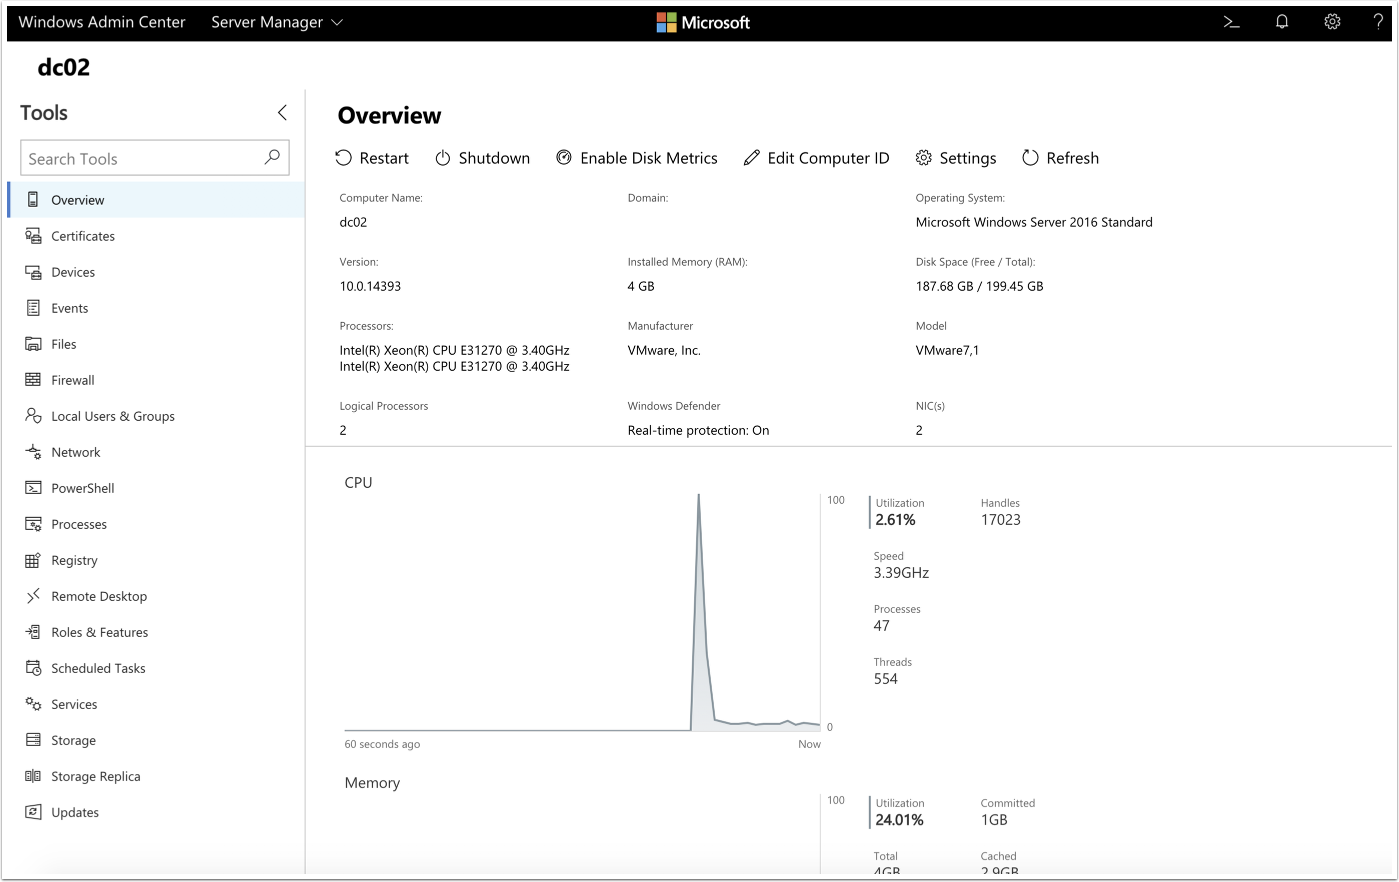 Windows Admin Center Server Manager Microsoft
dc02
Tools
Search Tools
Overview
Certificates
Devices
Events
Files
Firewall
Local Users & Groups
Network
PowerShell
Processes
Registry
Remote Desktop
Roles & Features
Scheduled Tasks
Services
Storage
Storage Replica
Updates
Overview
Restart Shutdown Enable Disk Metrics Edit Computer ID Settings Refresh
Computer Name: Domain: Operating System:
dc02 Microsoft Windows Server 2016 Standard
Version: Installed Memory (RAM): Disk Space (Free / Total):
10.0.14393 4 GB 187.68 GB / 199.45 GB
Processors: Manufacturer Model
Intel(R) Xeon(R) CPU E31270 @ 3.40GHz VMware, Inc. VMware7,1
Intel(R) Xeon(R) CPU E31270 @ 3.40GHz
Logical Processors Windows Defender NIC(s)
2 Real-time protection: On 2
CPU
100
Utilization Handles
2.61% 17023
Speed
3.39GHz
Processes
47
Threads
554
0
60 seconds ago Now
Memory
100
Utilization Committed
24.01% 1GB
Total Cached
4GB 2.9GB